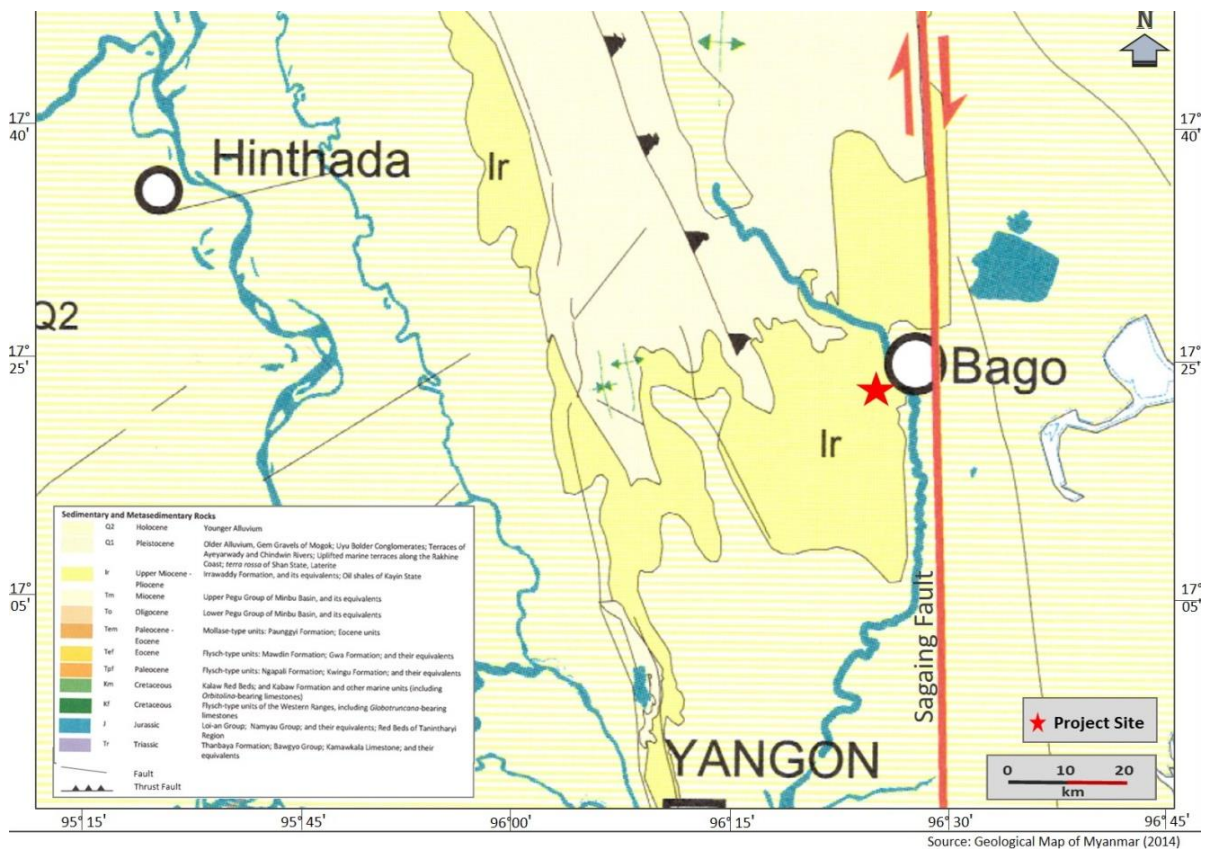 N
17°
40'
17°
40'
Hinthada
Ir
Q2
17°
25'
17°
25'
Bago
Ir
Sedimentary and Metasedimentary Rocks
Q2 Holocene Younger Alluvium
Q1 Pleistocene Older Alluvium, Gem Gravels of Mogok; Uyu Bolder Conglomerates; Terraces of
Ayeyarwady and Chindwin Rivers; Uplifted marine terraces along the Rakhine
Coast; terra rossa of Shan State, Laterite
Ir Upper Miocene - Irrawaddy Formation, and its equivalents; Oil shales of Kayin State
Pliocene
Tm Miocene Upper Pegu Group of Minbu Basin, and its equivalents
To Oligocene Lower Pegu Group of Minbu Basin, and its equivalents
Tem Paleocene - Mollase-type units: Paunggyi Formation; Eocene units
Eocene
Tef Eocene Flysch-type units: Mawdin Formation; Gwa Formation; and their equivalents
Tpf Paleocene Flysch-type units: Ngapali Formation; Kwingu Formation; and their equivalents
Km Cretaceous Kalaw Red Beds; and Kabaw Formation and other marine units (including
Orbitolina-bearing limestones)
Kf Cretaceous Flysch-type units of the Western Ranges, including Globotruncana-bearing
limestones
J Jurassic Loi-an Group; Namyau Group; and their equivalents; Red Beds of Tanintharyi
Region
Tr Triassic Thanbaya Formation; Bawgyo Group; Kamawkala Limestone; and their
equivalents
Fault
Thrust Fault
17°
05'
17°
05'
Sagaing Fault
Project Site
YANGON
0 10 20
km
95° 15' 95° 45' 96° 00' 96° 15' 96° 30' 96° 45'
Source: Geological Map of Myanmar (2014)